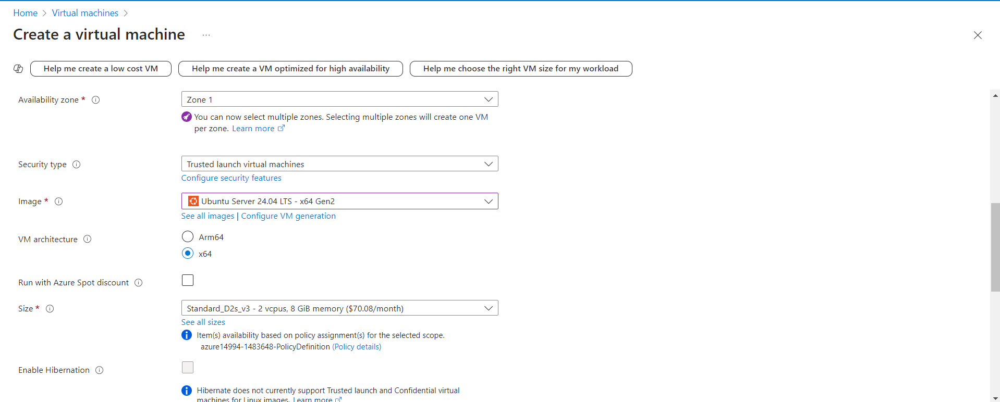 Home > Virtual machines >
Create a virtual machine ...
Help me create a low cost VM
Help me create a VM optimized for high availability
Help me choose the right VM size for my workload
Availability zone *
Zone 1
You can now select multiple zones. Selecting multiple zones will create one VM
per zone. Learn more
Security type
Trusted launch virtual machines
Configure security features
Image *
Ubuntu Server 24.04 LTS - x64 Gen2
See all images | Configure VM generation
VM architecture
Arm64
x64
Run with Azure Spot discount
Size *
Standard_D2s_v3 - 2 vcpus, 8 GiB memory ($70.08/month)
See all sizes
Item(s) availability based on policy assignment(s) for the selected scope.
azure14994-1483648-PolicyDefinition (Policy details)
Enable Hibernation
Hibernate does not currently support Trusted launch and Confidential virtual
machines for Linux images. Learn more